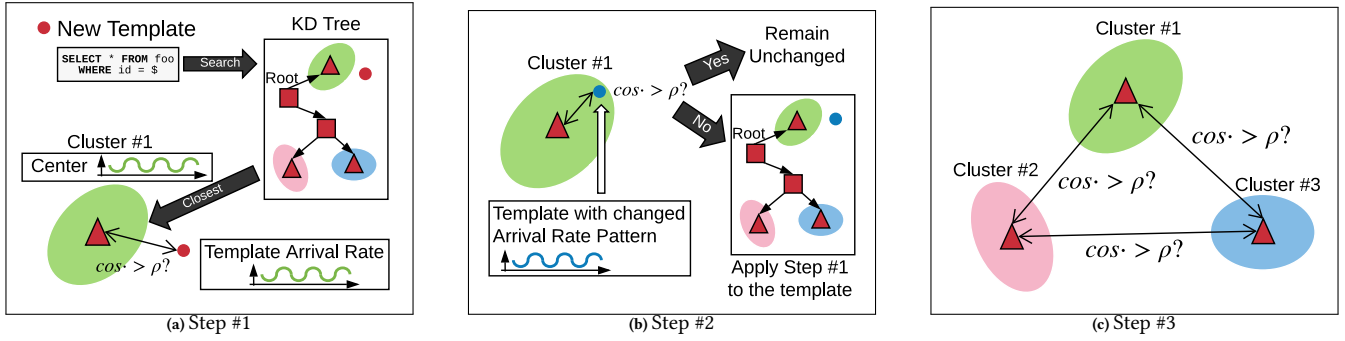 New Template
SELECT * FROM foo
WHERE id = $
Search
KD Tree
Root
Cluster #1
Center
Closest
cos· > ρ?
Template Arrival Rate
(a) Step #1
Cluster #1
cos· > ρ?
Yes
Remain
Unchanged
No
Root
Template with changed
Arrival Rate Pattern
Apply Step #1
to the template
(b) Step #2
Cluster #1
cos· > ρ?
Cluster #2
cos· > ρ?
Cluster #3
cos· > ρ?
(c) Step #3